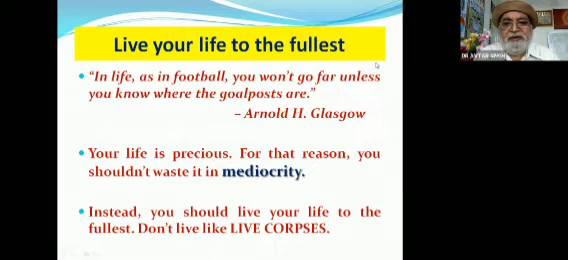 Live your life to the fullest
“In life, as in football, you won’t go far unless
you know where the goalposts are.”
– Arnold H. Glasgow
Your life is precious. For that reason, you
shouldn’t waste it in mediocrity.
Instead, you should live your life to the
fullest. Don’t live like LIVE CORPSES.